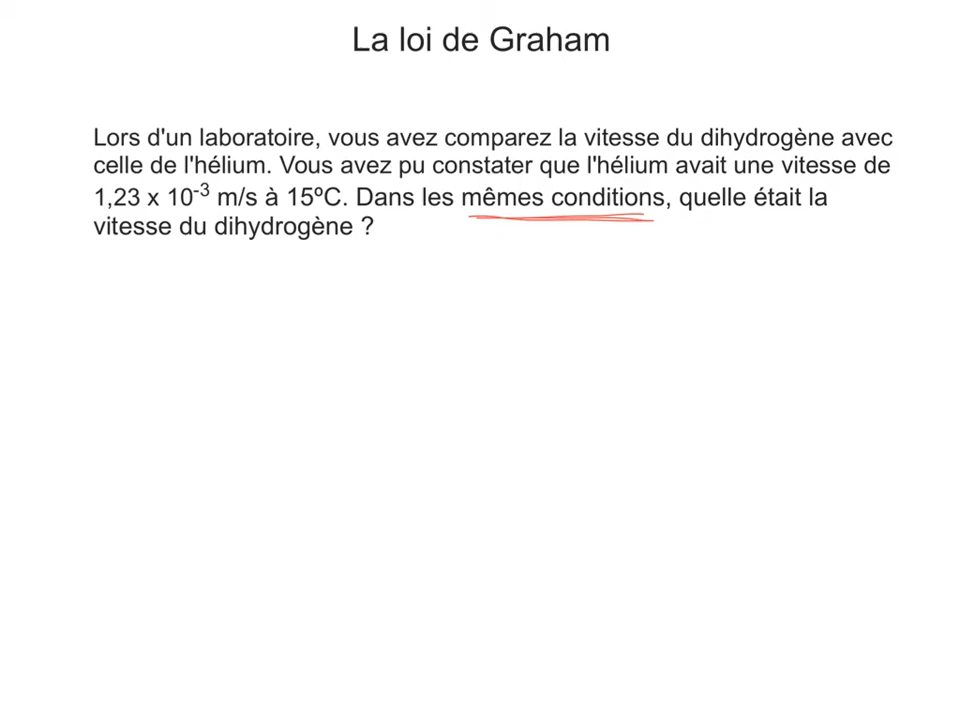 La loi de Graham
Lors d'un laboratoire, vous avez comparez la vitesse du dihydrogène avec
celle de l'hélium. Vous avez pu constater que l'hélium avait une vitesse de
1,23 x 10⁻³ m/s à 15ºC. Dans les mêmes conditions, quelle était la
vitesse du dihydrogène ?